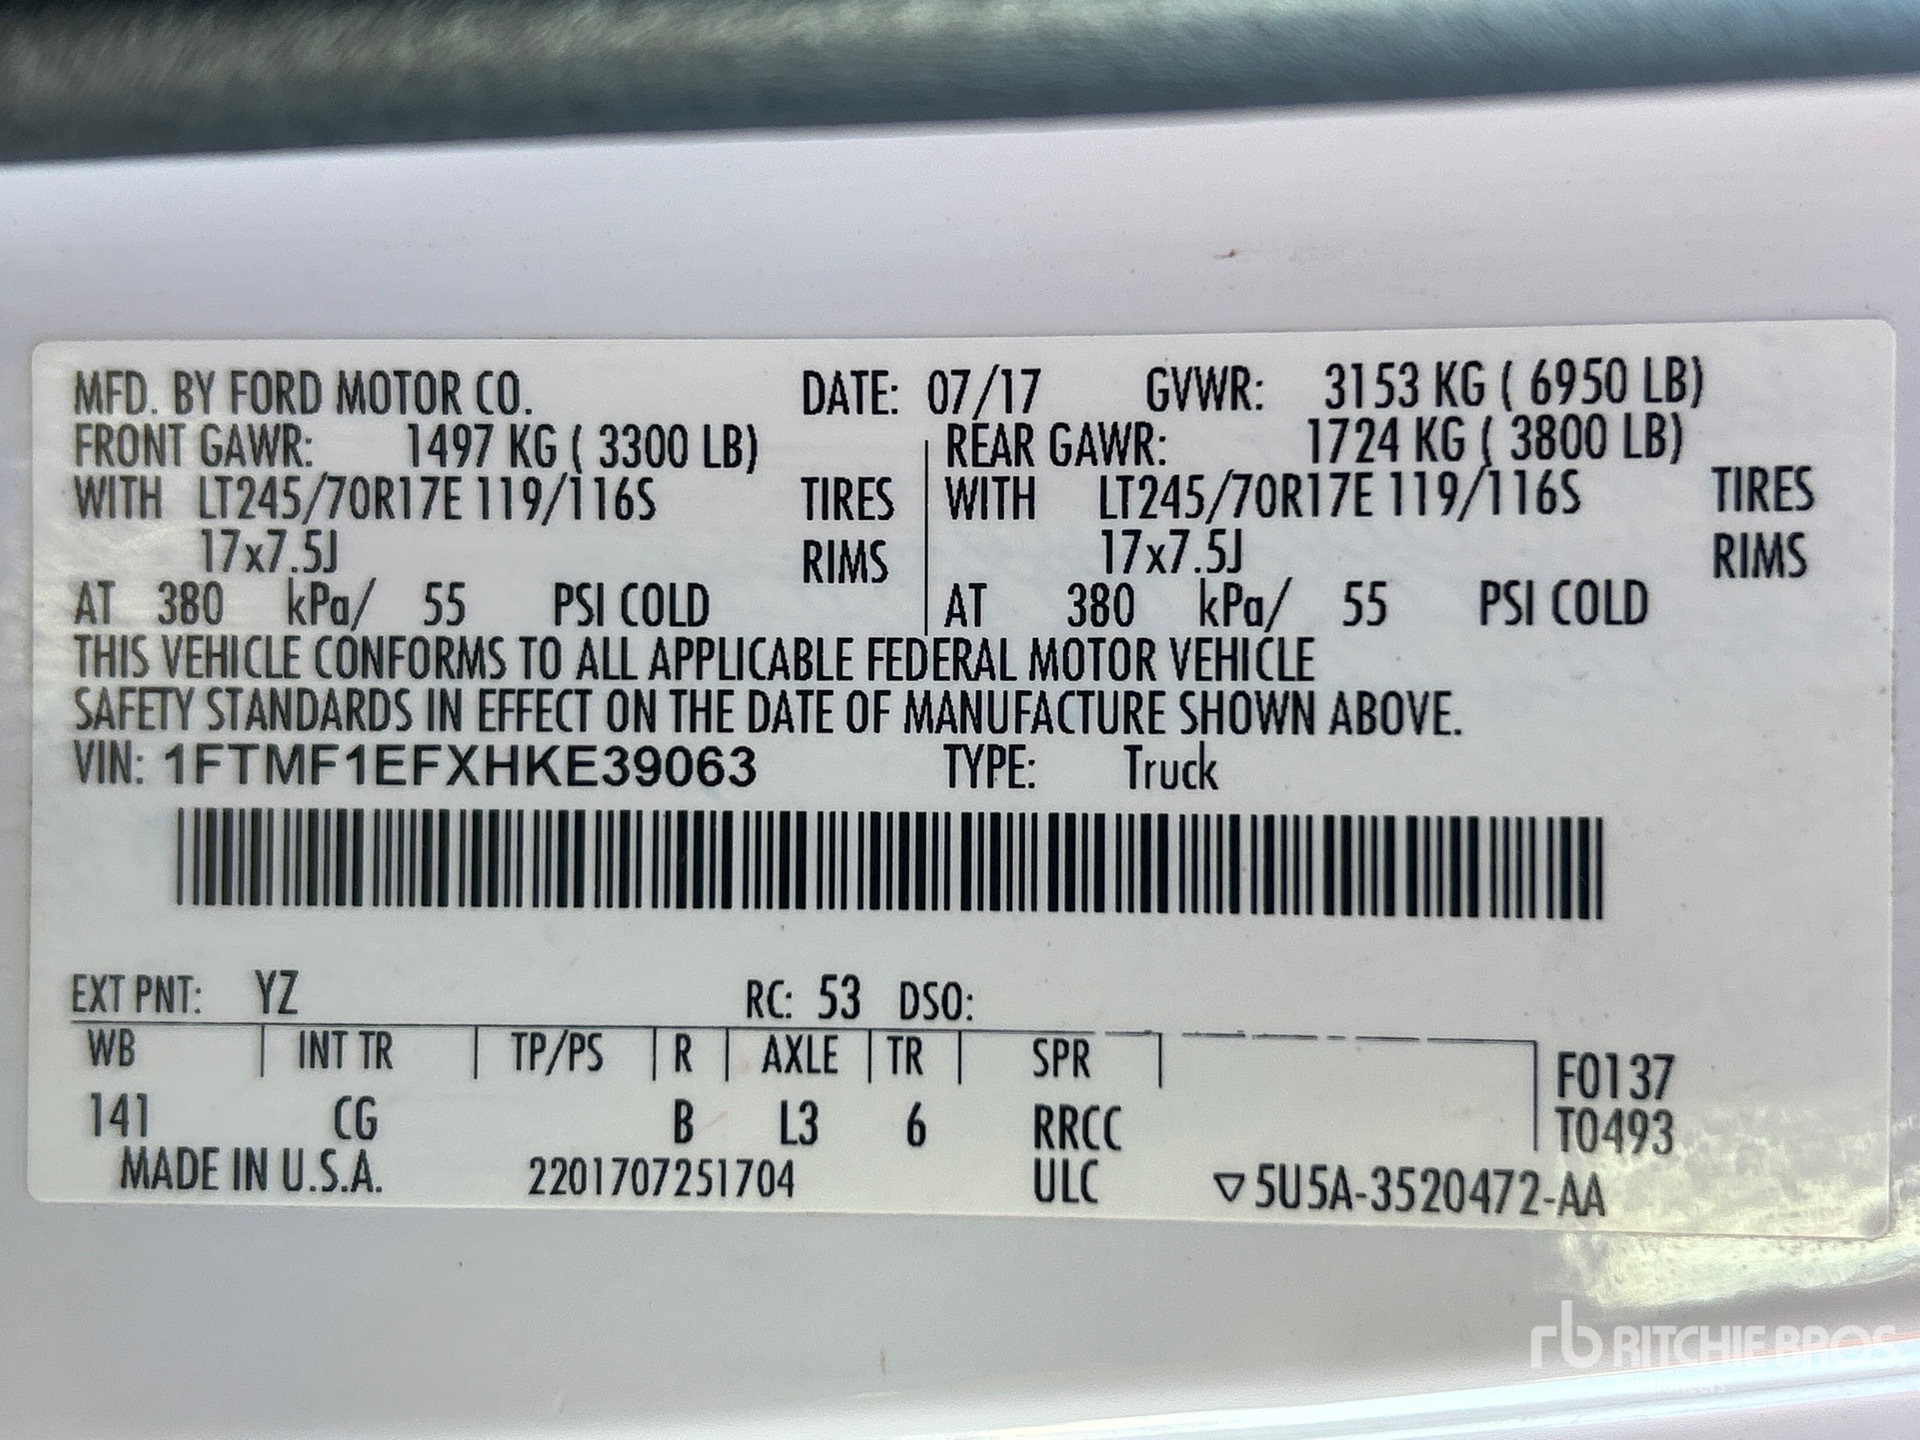 MFD. BY FORD MOTOR CO. DATE: 07/17 GVWR: 3153 KG ( 6950 LB)
FRONT GAWR: 1497 KG ( 3300 LB) REAR GAWR: 1724 KG ( 3800 LB)
WITH LT245/70R17E 119/116S TIRES WITH LT245/70R17E 119/116S TIRES
17x7.5J RIMS 17x7.5J RIMS
AT 380 kPa/ 55 PSI COLD AT 380 kPa/ 55 PSI COLD
THIS VEHICLE CONFORMS TO ALL APPLICABLE FEDERAL MOTOR VEHICLE
SAFETY STANDARDS IN EFFECT ON THE DATE OF MANUFACTURE SHOWN ABOVE.
VIN: 1FTMF1EFXHKE39063 TYPE: Truck
EXT PNT: YZ RC: 53 DSO:
WB INT TR TP/PS R AXLE TR SPR F0137
141 CG B L3 6 RRCC T0493
MADE IN U.S.A. 2201707251704 ULC ▽5U5A-3520472-AA
rb RITCHIE BROS.